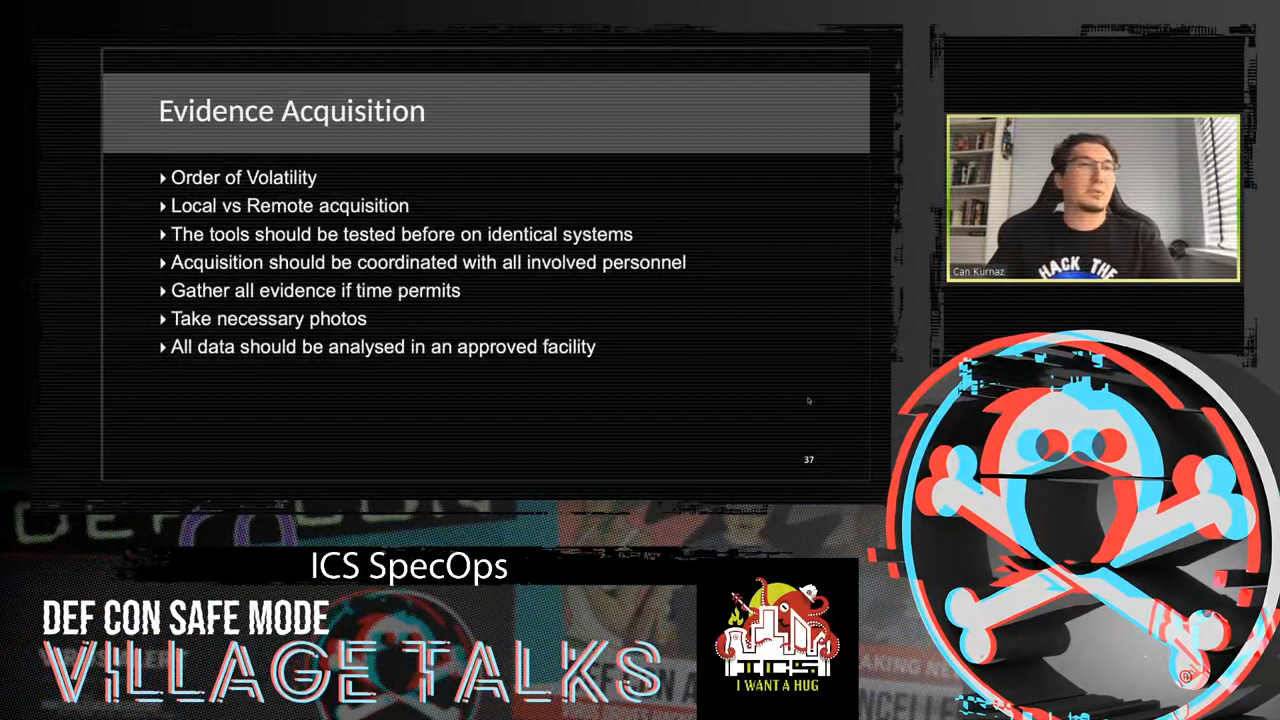 Evidence Acquisition
Order of Volatility
Local vs Remote acquisition
The tools should be tested before on identical systems
Acquisition should be coordinated with all involved personnel
Gather all evidence if time permits
Take necessary photos
All data should be analysed in an approved facility
37
HACK THE
Can Kurnaz
DEF CON
ICS SpecOps
DEF CON SAFE MODE
VILLAGE TALKS
ICS
I WANT A HUG
®